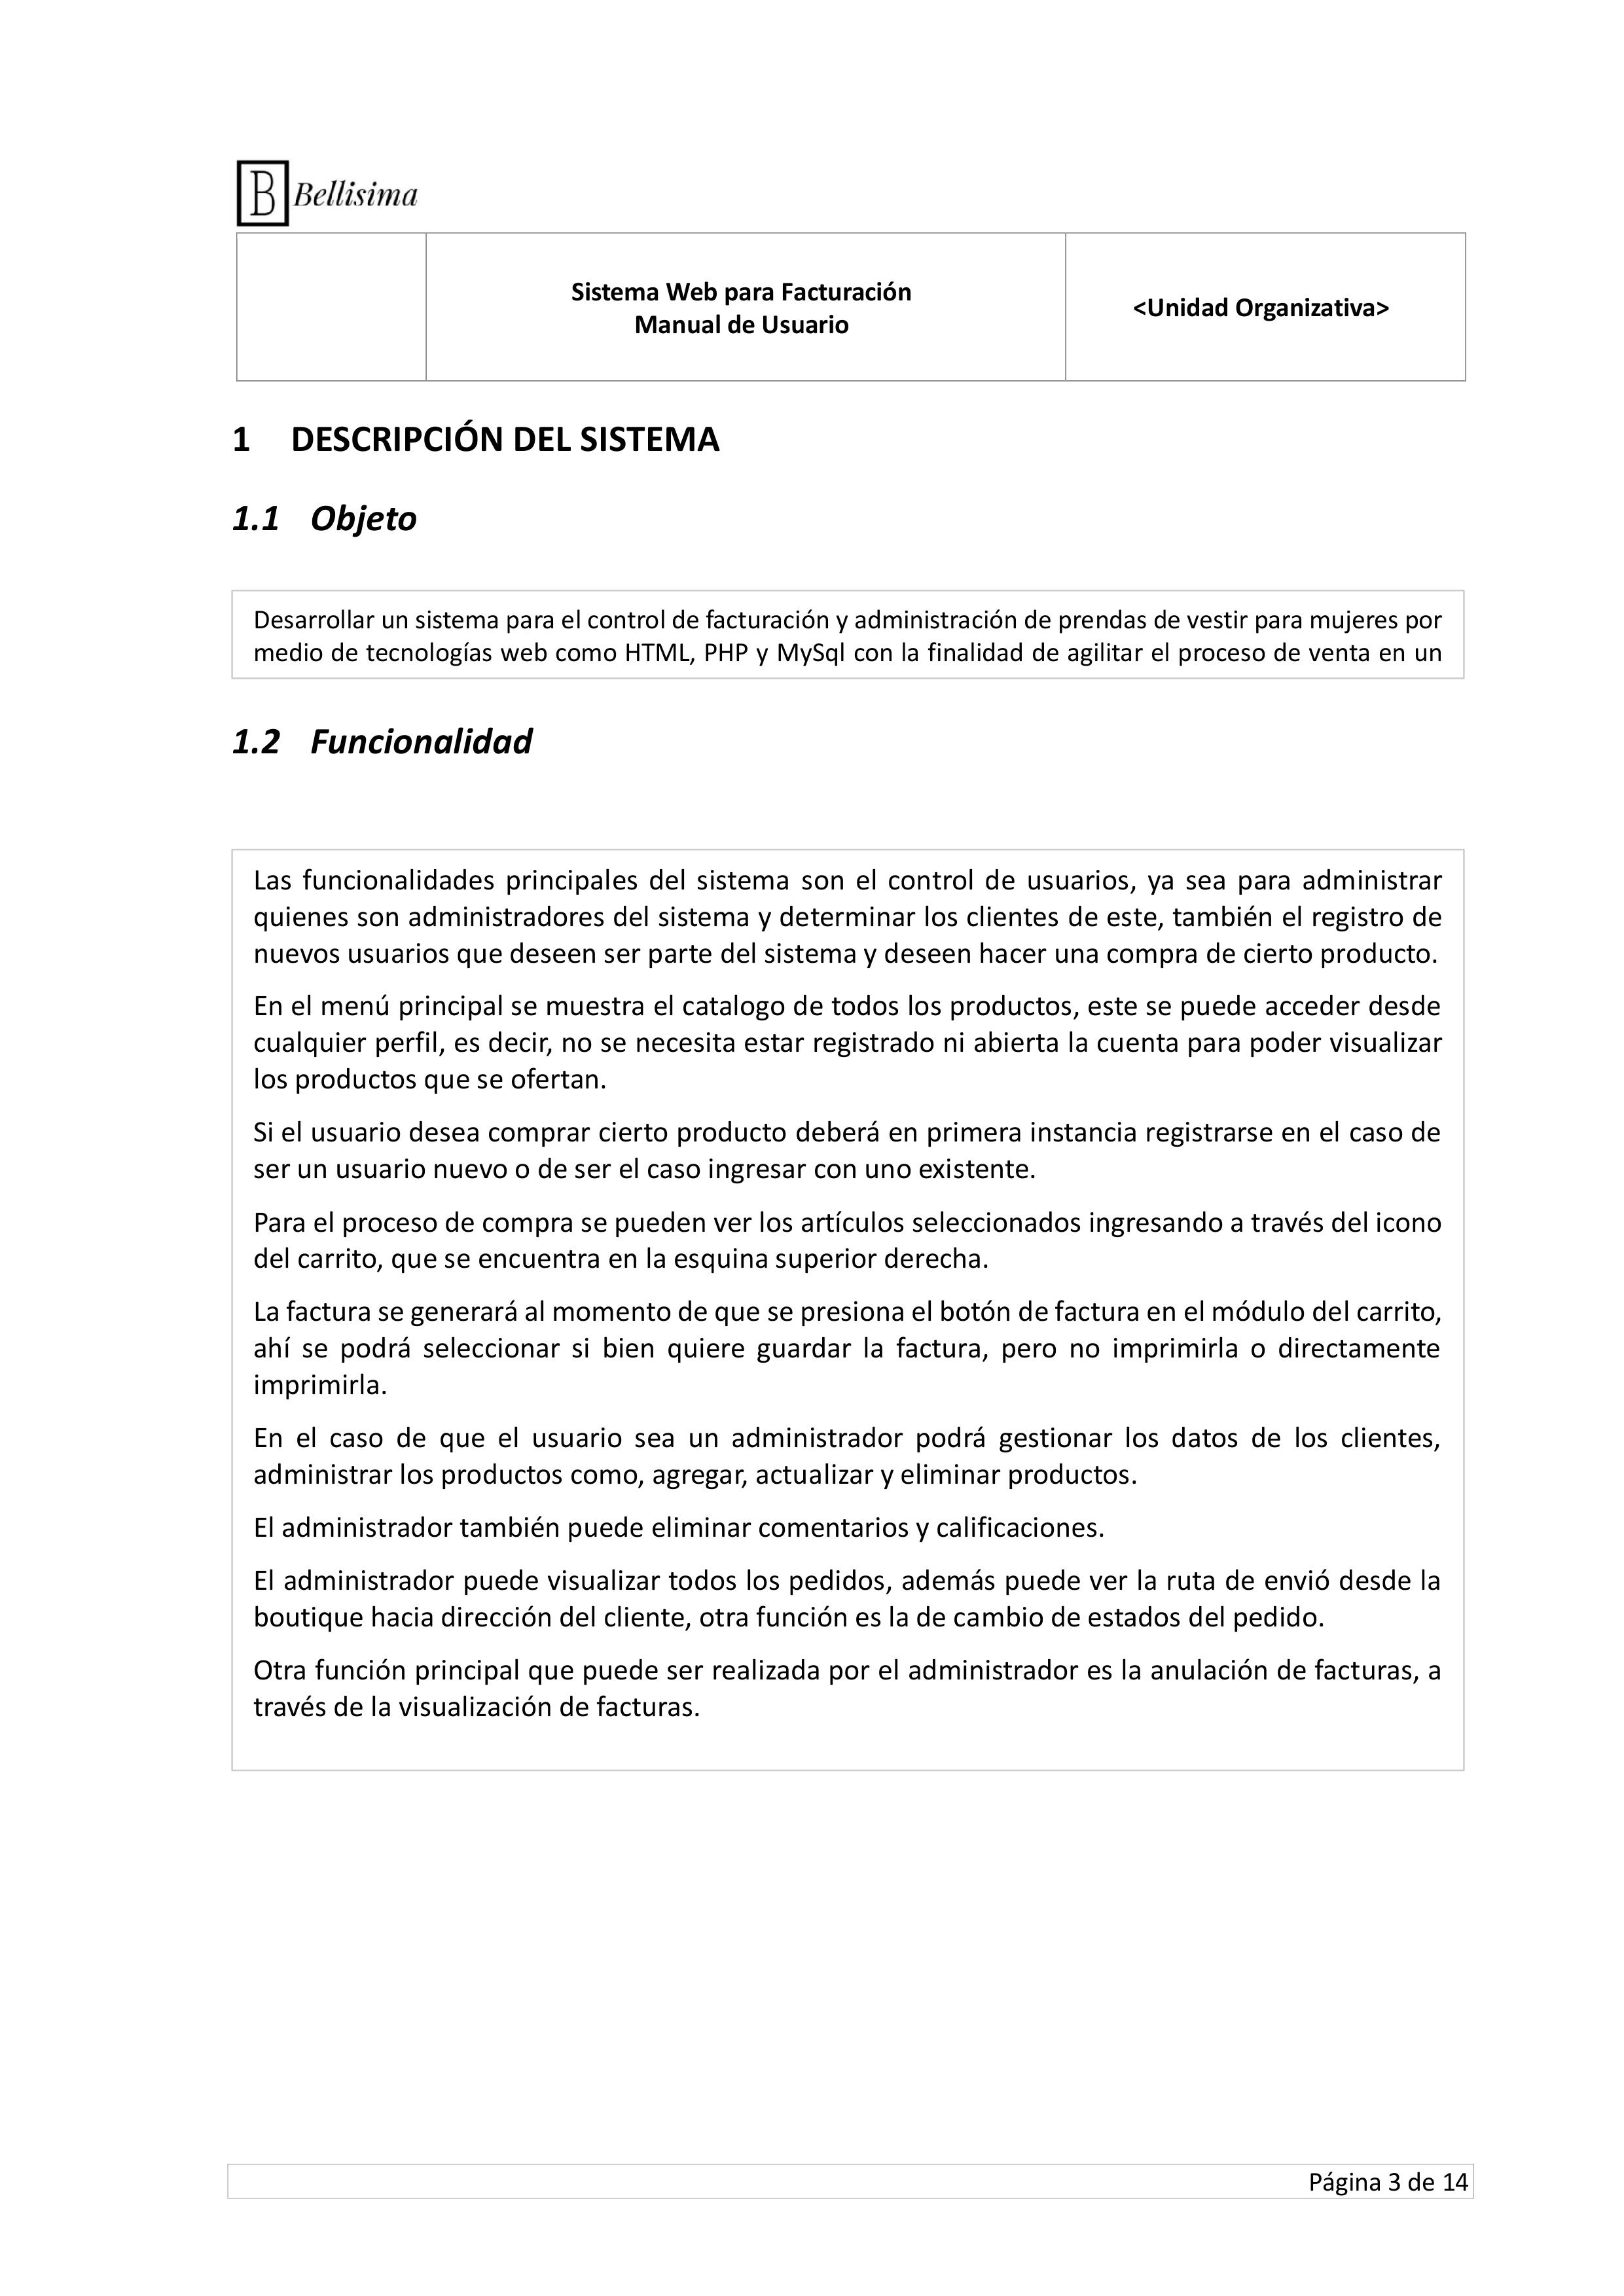 B Bellisima
Sistema Web para Facturación
Manual de Usuario
<Unidad Organizativa>
1 DESCRIPCIÓN DEL SISTEMA
1.1 Objeto
Desarrollar un sistema para el control de facturación y administración de prendas de vestir para mujeres por
medio de tecnologías web como HTML, PHP y MySql con la finalidad de agilitar el proceso de venta en un
1.2 Funcionalidad
Las funcionalidades principales del sistema son el control de usuarios, ya sea para administrar
quienes son administradores del sistema y determinar los clientes de este, también el registro de
nuevos usuarios que deseen ser parte del sistema y deseen hacer una compra de cierto producto.
En el menú principal se muestra el catalogo de todos los productos, este se puede acceder desde
cualquier perfil, es decir, no se necesita estar registrado ni abierta la cuenta para poder visualizar
los productos que se ofertan.
Si el usuario desea comprar cierto producto deberá en primera instancia registrarse en el caso de
ser un usuario nuevo o de ser el caso ingresar con uno existente.
Para el proceso de compra se pueden ver los artículos seleccionados ingresando a través del icono
del carrito, que se encuentra en la esquina superior derecha.
La factura se generará al momento de que se presiona el botón de factura en el módulo del carrito,
ahí se podrá seleccionar si bien quiere guardar la factura, pero no imprimirla o directamente
imprimirla.
En el caso de que el usuario sea un administrador podrá gestionar los datos de los clientes,
administrar los productos como, agregar, actualizar y eliminar productos.
El administrador también puede eliminar comentarios y calificaciones.
El administrador puede visualizar todos los pedidos, además puede ver la ruta de envió desde la
boutique hacia dirección del cliente, otra función es la de cambio de estados del pedido.
Otra función principal que puede ser realizada por el administrador es la anulación de facturas, a
través de la visualización de facturas.
Página 3 de 14